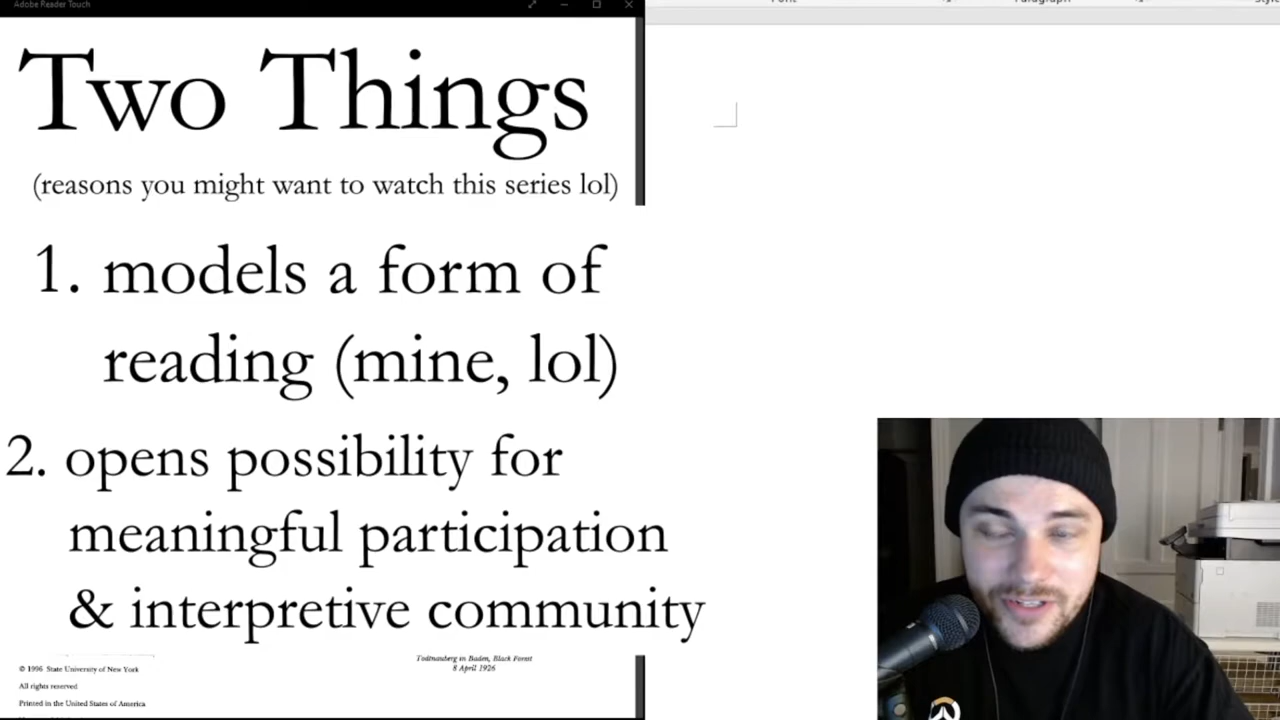 Adobe Reader Touch
Font
Paragraph
Two Things
(reasons you might want to watch this series lol)
1. models a form of
reading (mine, lol)
2. opens possibility for
meaningful participation
& interpretive community
Todtnauberg in Baden, Black Forest
8 April 1926
© 1996 State University of New York
All rights reserved
Printed in the United States of America